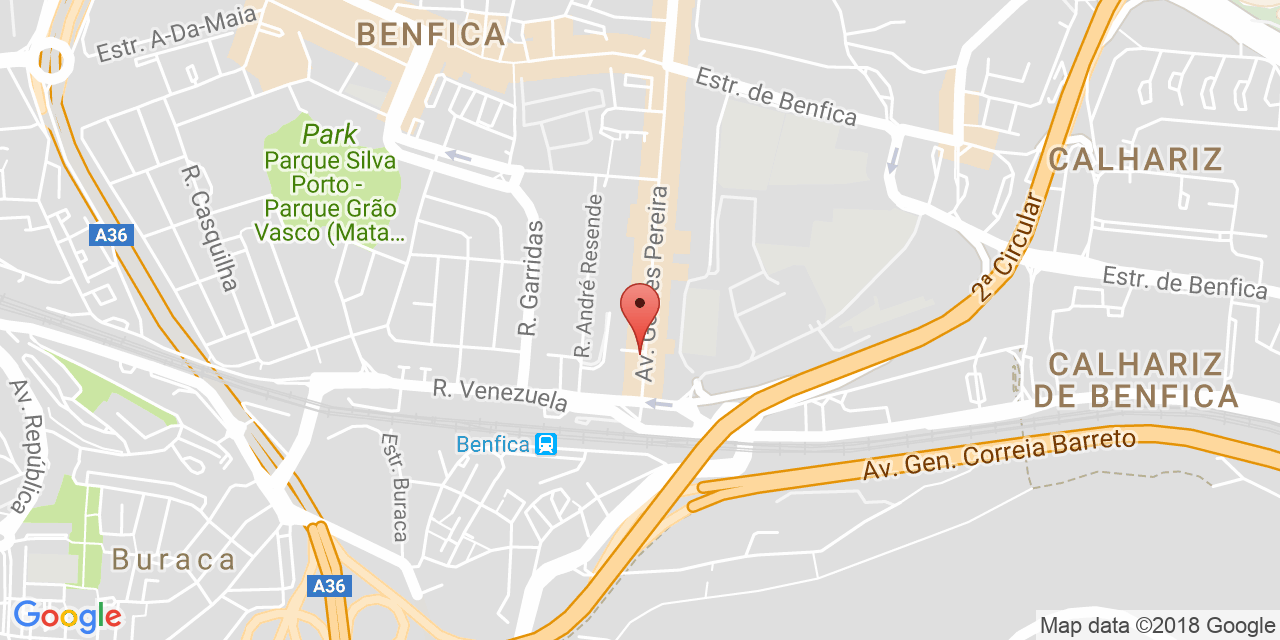 Estr. A-Da-Maia
BENFICA
Estr. de Benfica
Park
Parque Silva
Porto -
Parque Grão
Vasco (Mata...
CALHARIZ
R. Casquilha
A36
R. Garridas
R. André Resende
Pereira
2ª Circular
Estr. de Benfica
Av. República
R. Venezuela
Av.
CALHARIZ
DE BENFICA
Benfica
Estr. Buraca
Av. Gen. Correia Barreto
Buraca
A36
Google
Map data ©2018 Google